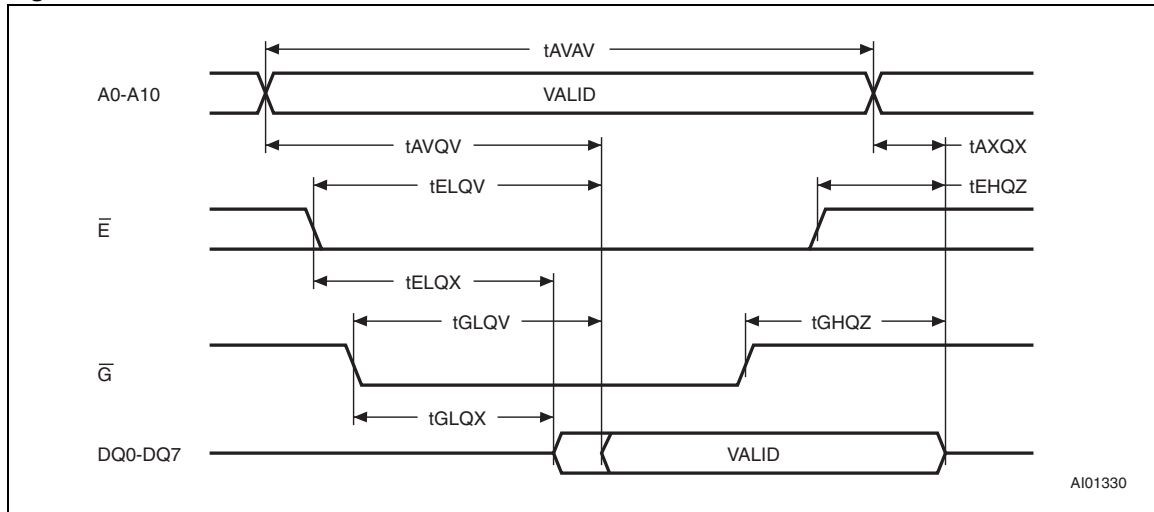 tAVAV
A0-A10
VALID
tAVQV
tAXQX
tELQV
tEHQZ
E̅
tELQX
tGLQV
tGHQZ
G̅
tGLQX
DQ0-DQ7
VALID
AI01330